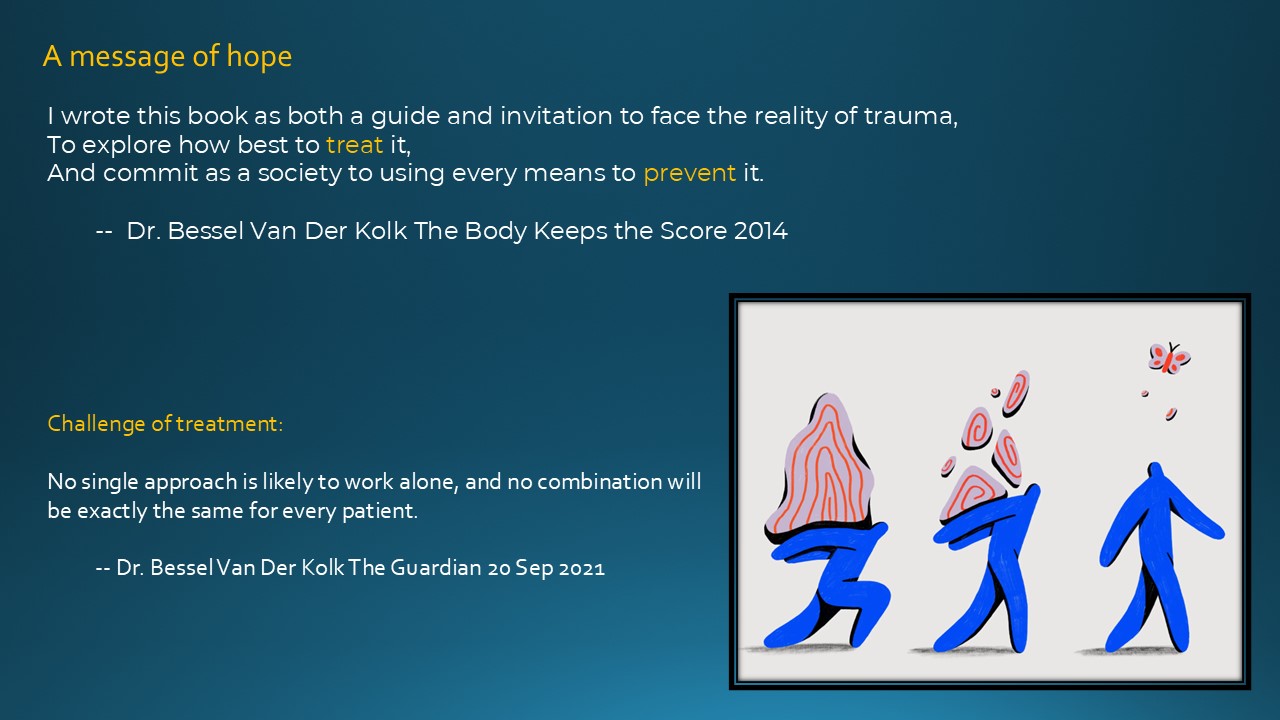 A message of hope
I wrote this book as both a guide and invitation to face the reality of trauma,
To explore how best to treat it,
And commit as a society to using every means to prevent it.
-- Dr. Bessel Van Der Kolk The Body Keeps the Score 2014
Challenge of treatment:
No single approach is likely to work alone, and no combination will
be exactly the same for every patient.
-- Dr. Bessel Van Der Kolk The Guardian 20 Sep 2021